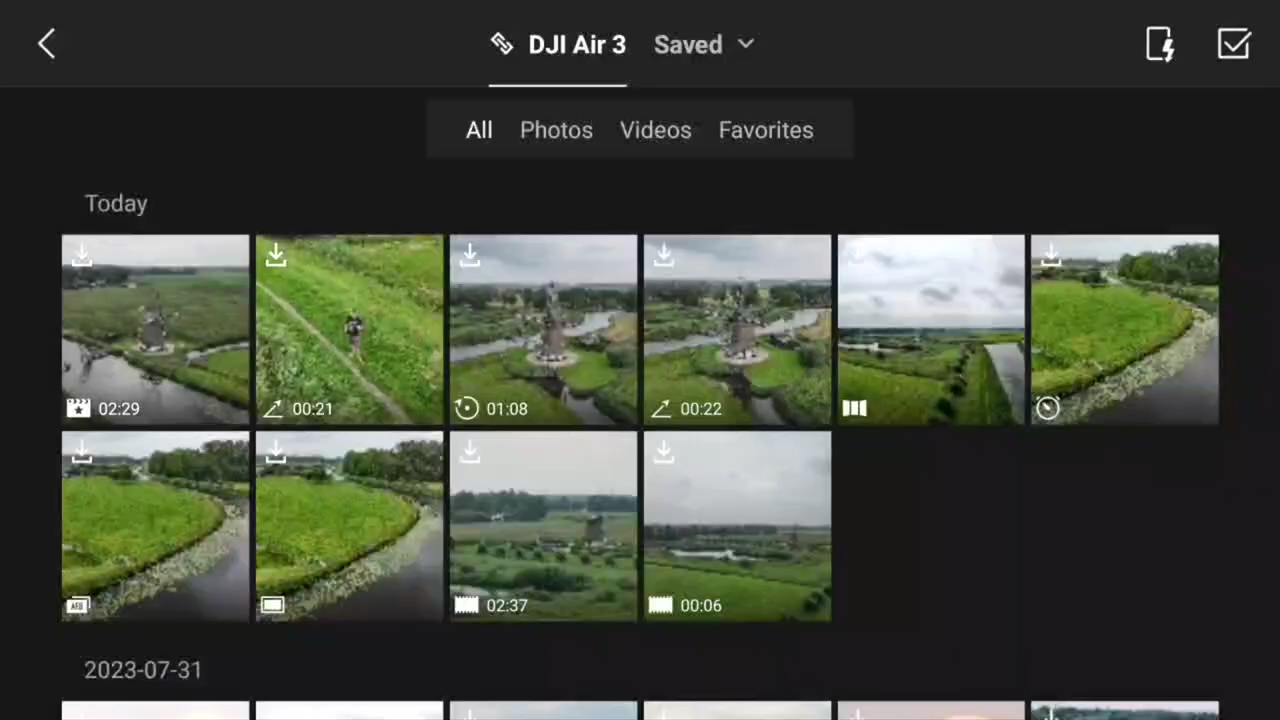 DJI Air 3 Saved
All Photos Videos Favorites
Today
02:29
00:21
01:08
00:22
AEB
02:37
00:06
2023-07-31